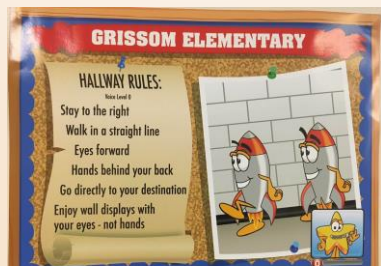 GRISSOM ELEMENTARY
HALLWAY RULES:
Voice Level 0
Stay to the right
Walk in a straight line
Eyes forward
Hands behind your back
Go directly to your destination
Enjoy wall displays with
your eyes - not hands